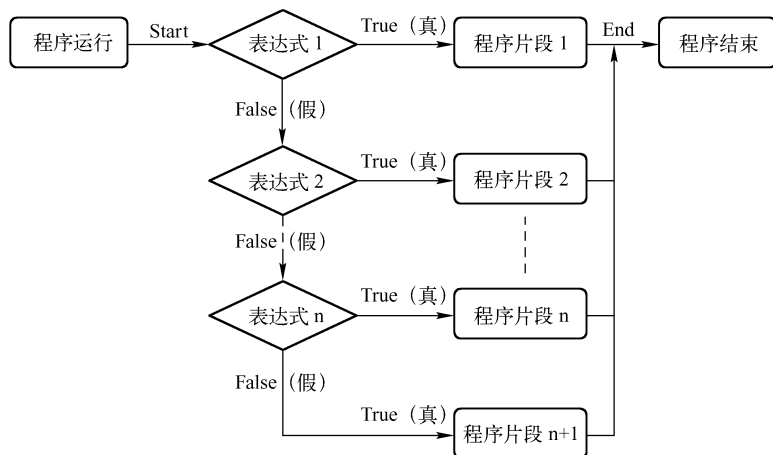 程序运行
Start
表达式 1
True（真）
程序片段 1
End
程序结束
False（假）
表达式 2
True（真）
程序片段 2
False（假）
表达式 n
True（真）
程序片段 n
False（假）
True（真）
程序片段 n+1